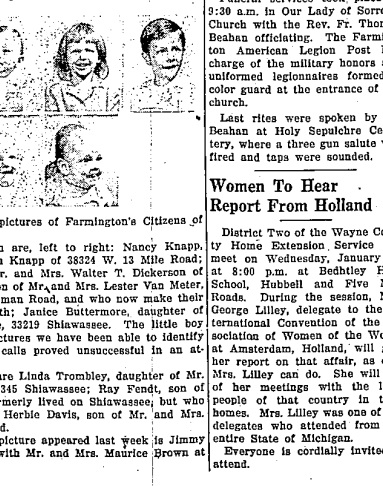 pictures of Farmington's Citizens of
n are, left to right: Nancy Knapp,
n Knapp of 38324 W. 13 Mile Road;
r. and Mrs. Walter T. Dickerson of
on of Mr. and Mrs. Lester Van Meter,
man Road, and who now make their
th; Janice Buttermore, daughter of
e, 33219 Shiawassee. The little boy
ctures we have been able to identify
calls proved unsuccessful in an at-
are Linda Trombley, daughter of Mr.
345 Shiawassee; Ray Fendt, son of
rmerly lived on Shiawassee, but who
Herbie Davis, son of Mr. and Mrs.
d.
picture appeared last week is Jimmy
with Mr. and Mrs. Maurice Brown at
9:30 a.m. in Our Lady of Sorro
Church with the Rev. Fr. Thom
Beahan officiating. The Farmi
ton American Legion Post
charge of the military honors
uniformed legionnaires formed
color guard at the entrance of
church.
Last rites were spoken by
Beahan at Holy Sepulchre Ce
tery, where a three gun salute
fired and taps were sounded.
Women To Hear
Report From Holland
District Two of the Wayne Co
ty Home Extension Service
meet on Wednesday, January
at 8:00 p.m. at Bedhtley H
School, Hubbell and Five M
Roads. During the session, M
George Lilley, delegate to the
ternational Convention of the
sociation of Women of the Wo
at Amsterdam, Holland, will
her report on that affair, as
Mrs. Lilley can do. She will
of her meetings with the
people of that country in t
homes. Mrs. Lilley was one of
delegates who attended from
entire State of Michigan.
Everyone is cordially invite
attend.